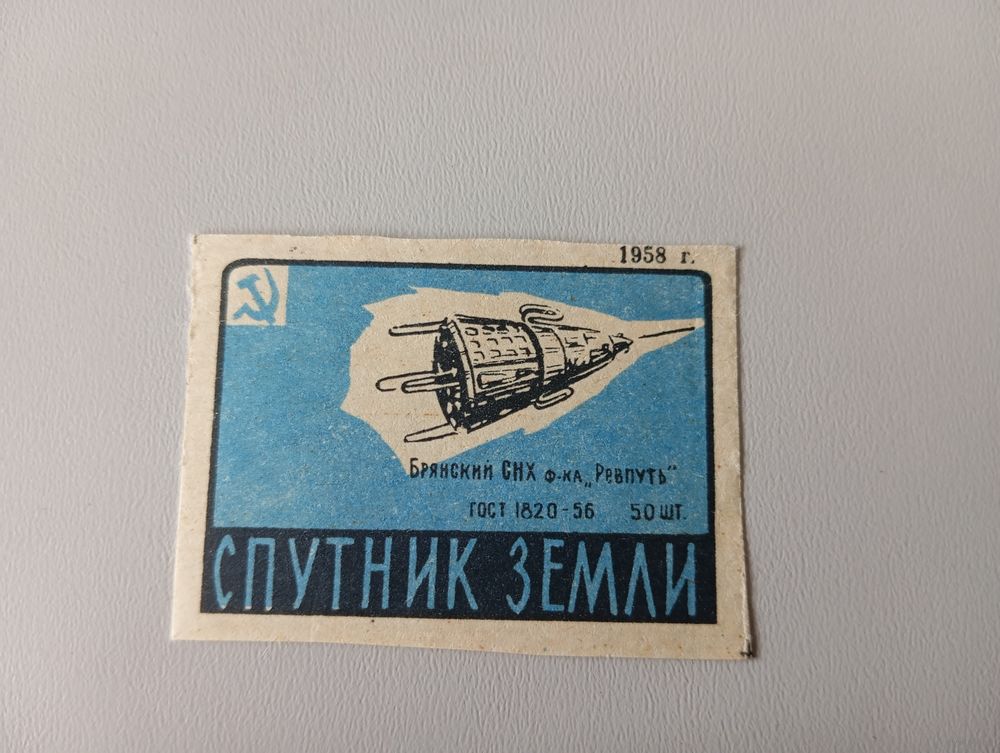 1958 г.
Брянский СНХ ф-ка „Ревпуть“
ГОСТ 1820-56 50 шт.
СПУТНИК ЗЕМЛИ